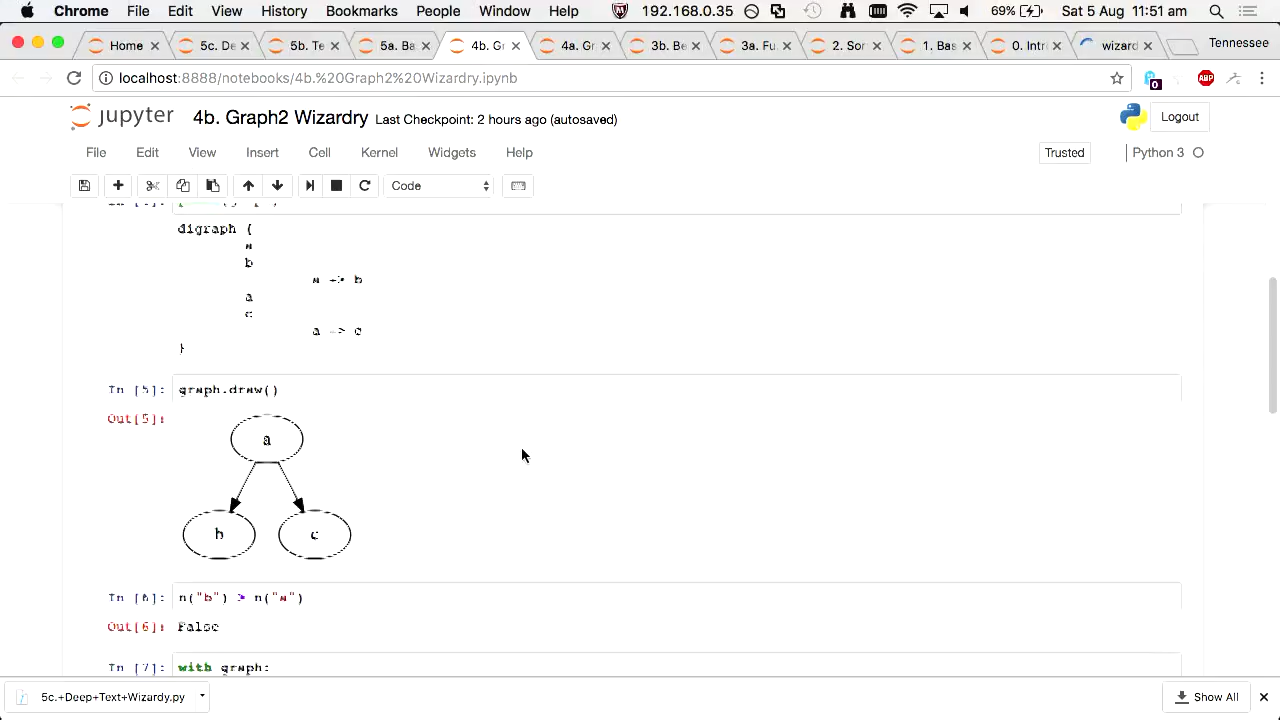 Chrome File Edit View History Bookmarks People Window Help 192.168.0.35 69% Sat 5 Aug 11:51 am
Home 5c. De 5b. Te 5a. Ba 4b. Gr 4a. Gr 3b. Be 3a. Fu 2. Sor 1. Bas 0. Intr wizard Tennessee
localhost:8888/notebooks/4b.%20Graph2%20Wizardry.ipynb ABP 0
jupyter 4b. Graph2 Wizardry Last Checkpoint: 2 hours ago (autosaved) Logout
File Edit View Insert Cell Kernel Widgets Help Trusted Python 3
Code
digraph {
a
b
a -> b
a
c
a -> c
}
In [5]: graph.draw()
Out[5]:
a
b c
In [6]: n("b") > n("a")
Out[6]: False
In [7]: with graph:
5c.+Deep+Text+Wizardy.py Show All